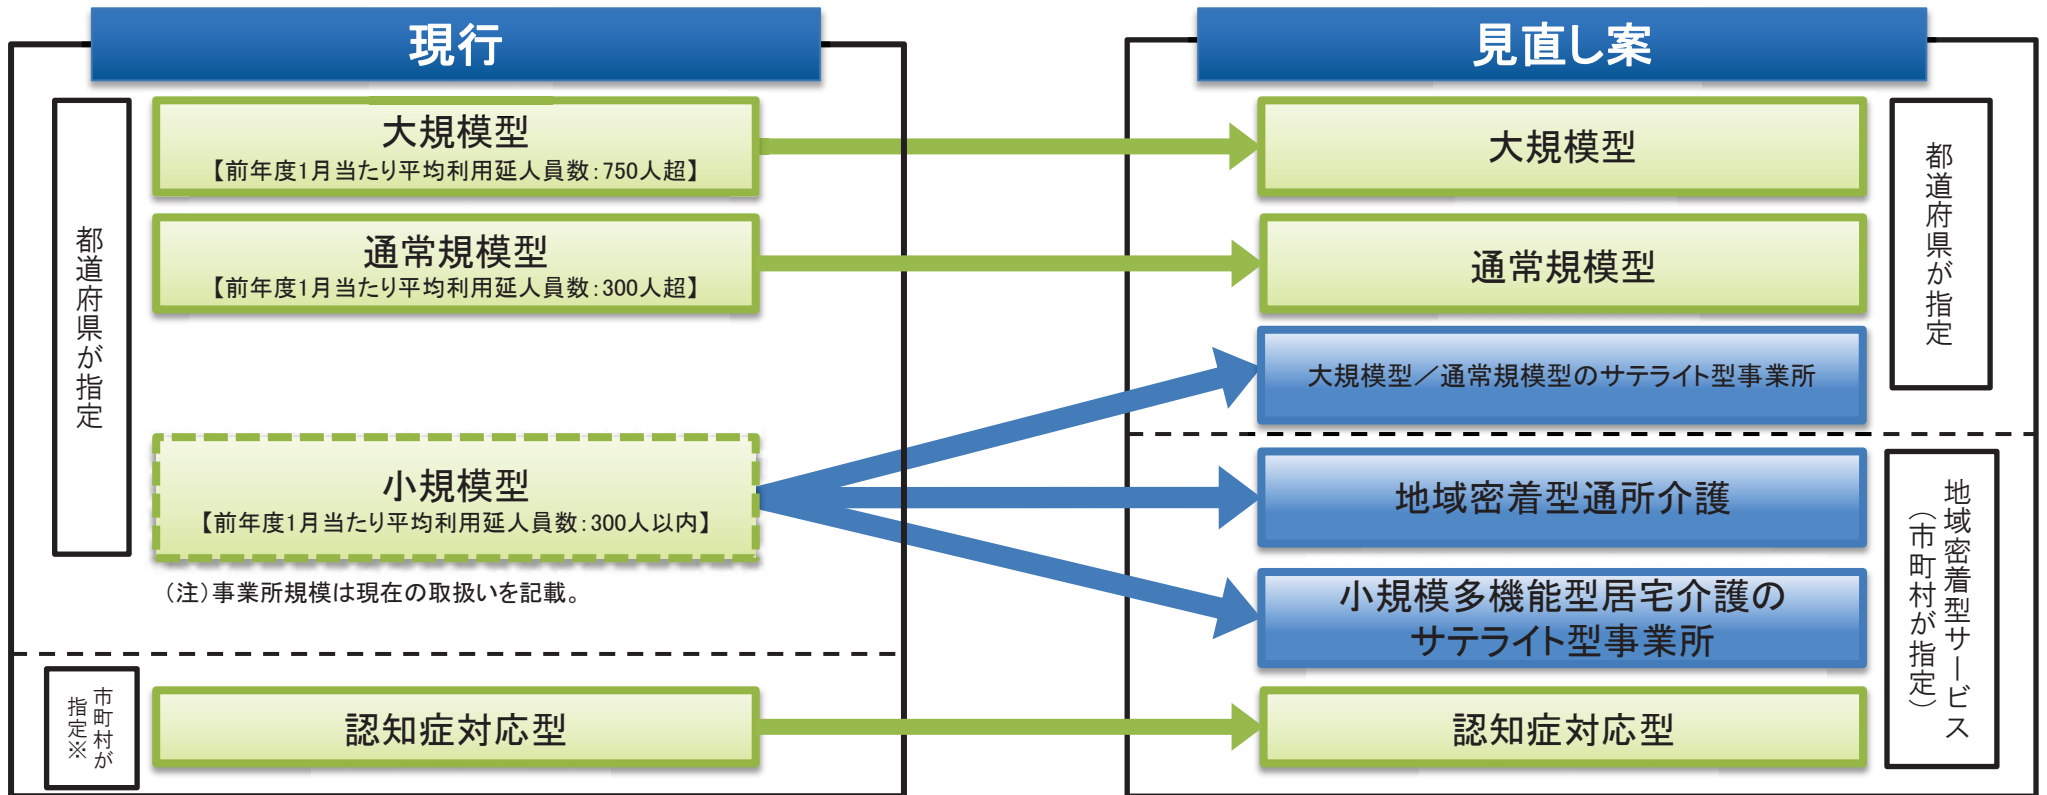 現行
都道府県が指定
大規模型
【前年度1月当たり平均利用延人員数：750人超】
通常規模型
【前年度1月当たり平均利用延人員数：300人超】
小規模型
【前年度1月当たり平均利用延人員数：300人以内】
（注）事業所規模は現在の取扱いを記載。
市町村が
指定※
認知症対応型
見直し案
大規模型
通常規模型
大規模型／通常規模型のサテライト型事業所
都道府県が指定
地域密着型通所介護
小規模多機能型居宅介護の
サテライト型事業所
認知症対応型
地域密着型サービス
（市町村が指定）